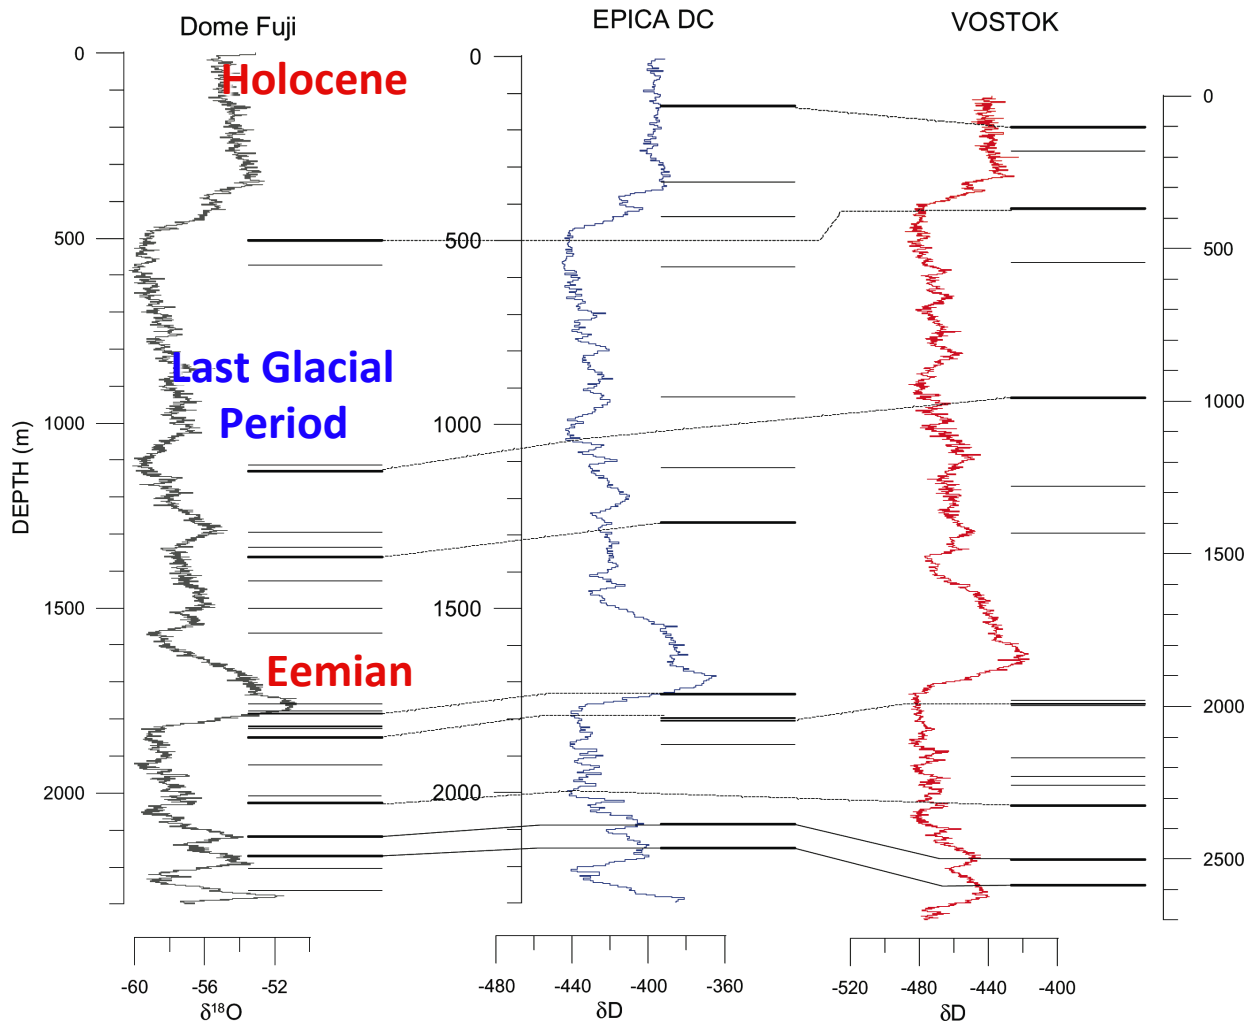 Dome Fuji
EPICA DC
VOSTOK
Holocene
Last Glacial
Period
Eemian
DEPTH (m)
0
500
1000
1500
2000
0
500
1000
1500
2000
0
500
1000
1500
2000
2500
-60 -56 -52
δ¹⁸O
-480 -440 -400 -360
δD
-520 -480 -440 -400
δD